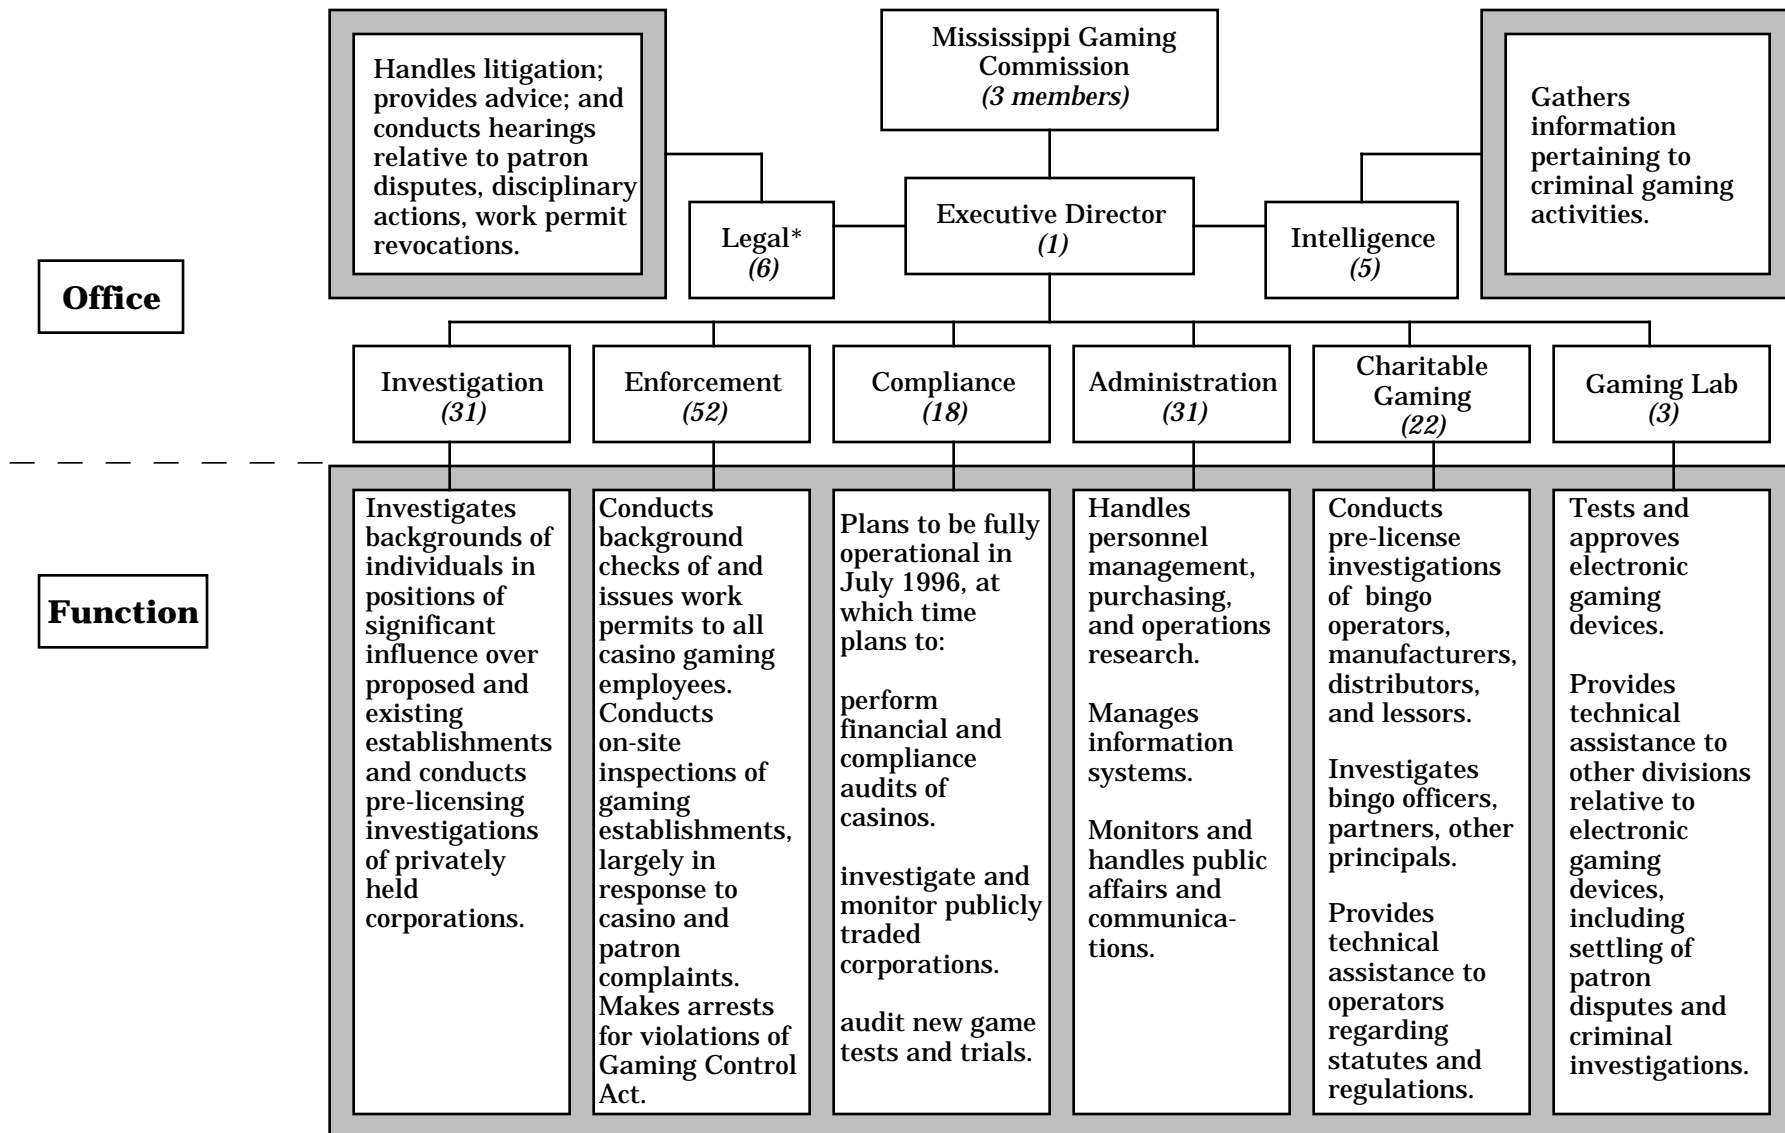 Handles litigation;
provides advice; and
conducts hearings
relative to patron
disputes, disciplinary
actions, work permit
revocations.
Mississippi Gaming
Commission
(3 members)
Gathers
information
pertaining to
criminal gaming
activities.
Legal*
(6)
Executive Director
(1)
Intelligence
(5)
Office
Investigation
(31)
Enforcement
(52)
Compliance
(18)
Administration
(31)
Charitable
Gaming
(22)
Gaming Lab
(3)
Function
Investigates
backgrounds of
individuals in
positions of
significant
influence over
proposed and
existing
establishments
and conducts
pre-licensing
investigations
of privately
held
corporations.
Conducts
background
checks of and
issues work
permits to all
casino gaming
employees.
Conducts
on-site
inspections of
gaming
establishments,
largely in
response to
casino and
patron
complaints.
Makes arrests
for violations of
Gaming Control
Act.
Plans to be fully
operational in
July 1996, at
which time
plans to:
perform
financial and
compliance
audits of
casinos.
investigate and
monitor publicly
traded
corporations.
audit new game
tests and trials.
Handles
personnel
management,
purchasing,
and operations
research.
Manages
information
systems.
Monitors and
handles public
affairs and
communica-
tions.
Conducts
pre-license
investigations
of bingo
operators,
manufacturers,
distributors,
and lessors.
Investigates
bingo officers,
partners, other
principals.
Provides
technical
assistance to
operators
regarding
statutes and
regulations.
Tests and
approves
electronic
gaming
devices.
Provides
technical
assistance to
other divisions
relative to
electronic
gaming
devices,
including
settling of
patron
disputes and
criminal
investigations.